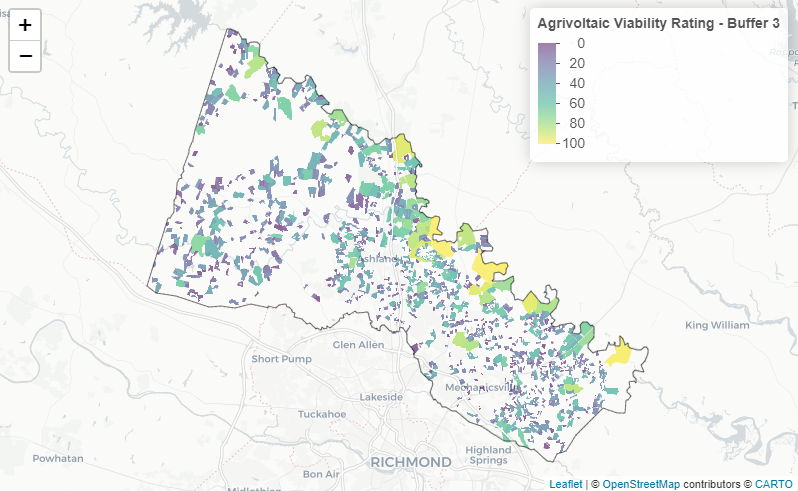 +
−
Agrivoltaic Viability Rating - Buffer 3
0
20
40
60
80
100
Ashland
King William
Glen Allen
Short Pump
Mechanicsville
Lakeside
Tuckahoe
Highland
Springs
Powhatan
RICHMOND
Bon Air
Midlothian
Leaflet | © OpenStreetMap contributors © CARTO